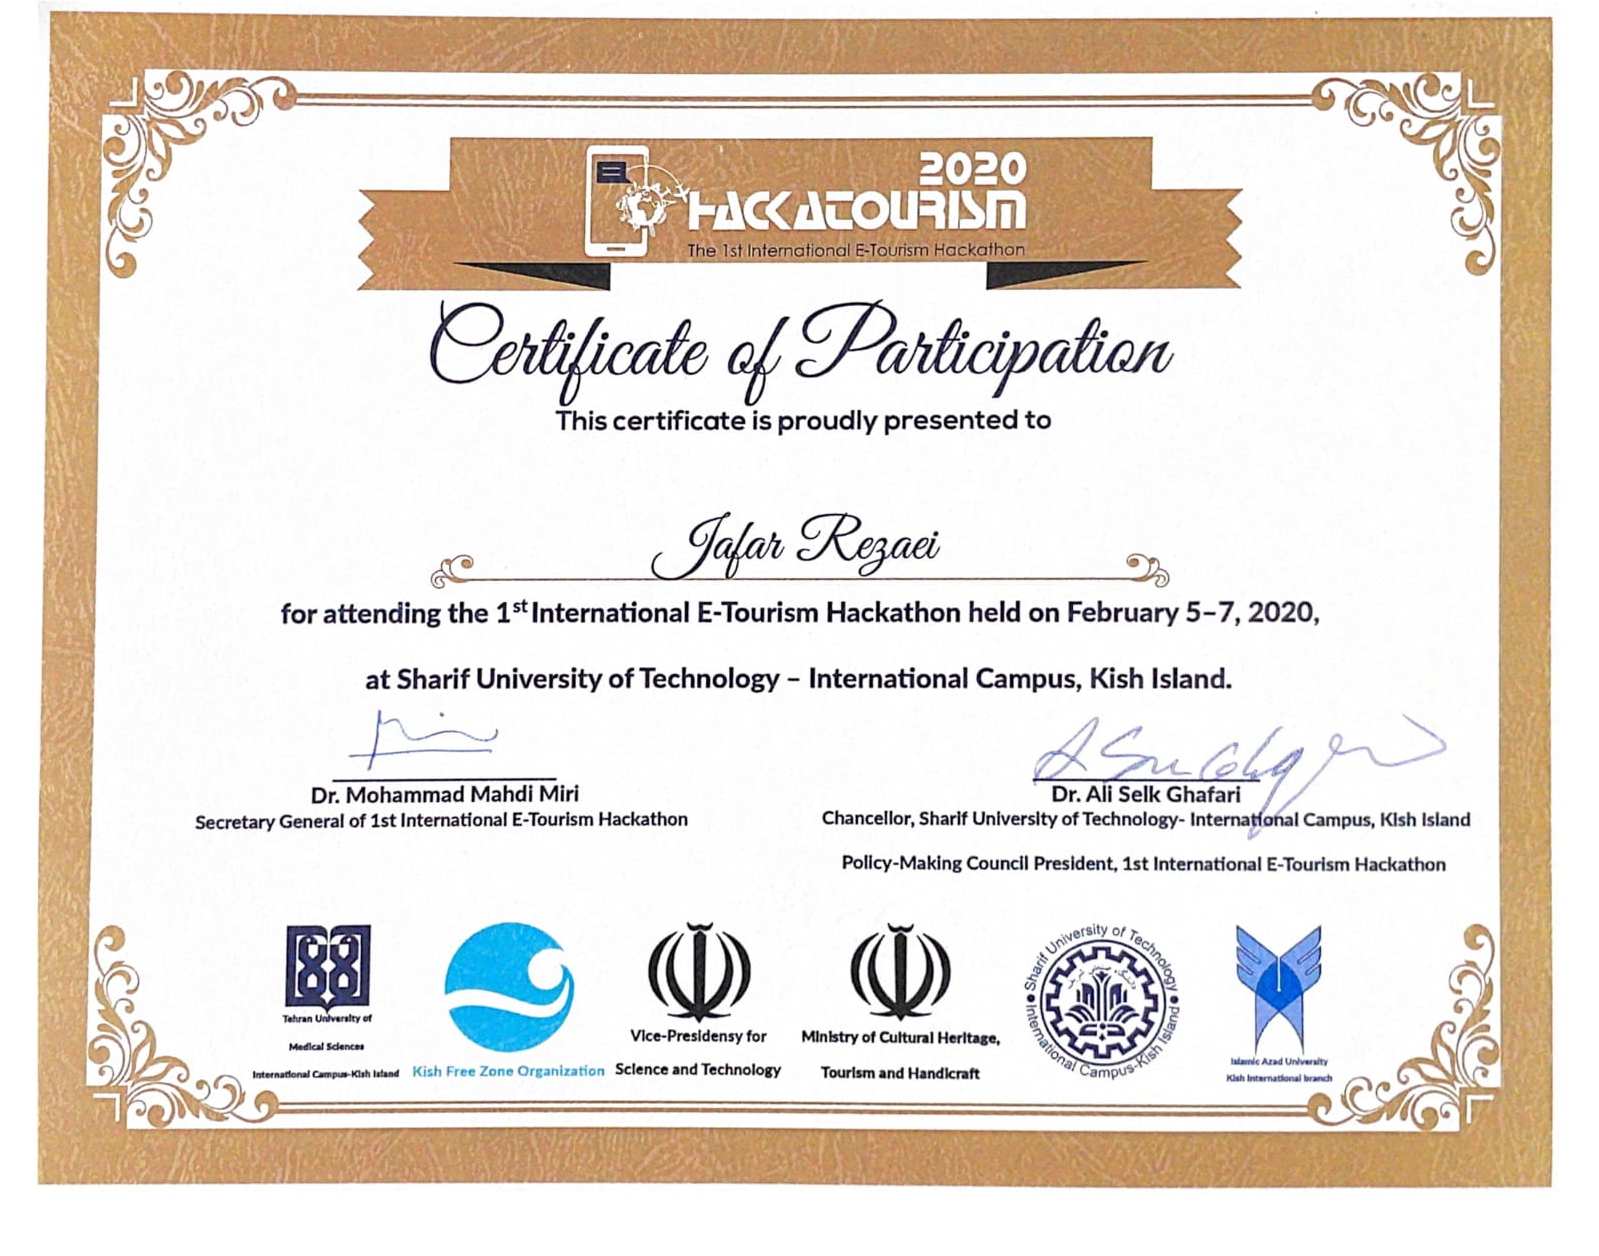 2020
HACKATOURISM
The 1st International E-Tourism Hackathon
Certificate of Participation
This certificate is proudly presented to
Jafar Rezaei
for attending the 1st International E-Tourism Hackathon held on February 5–7, 2020,
at Sharif University of Technology – International Campus, Kish Island.
Dr. Mohammad Mahdi Miri
Secretary General of 1st International E-Tourism Hackathon
Dr. Ali Selk Ghafari
Chancellor, Sharif University of Technology- International Campus, Kish Island
Policy-Making Council President, 1st International E-Tourism Hackathon
Tehran University of
Medical Sciences
International Campus-Kish Island
Kish Free Zone Organization
Vice-Presidensy for
Science and Technology
Ministry of Cultural Heritage,
Tourism and Handicraft
Sharif University of Technology
International Campus-Kish Island
Islamic Azad University
Kish International branch